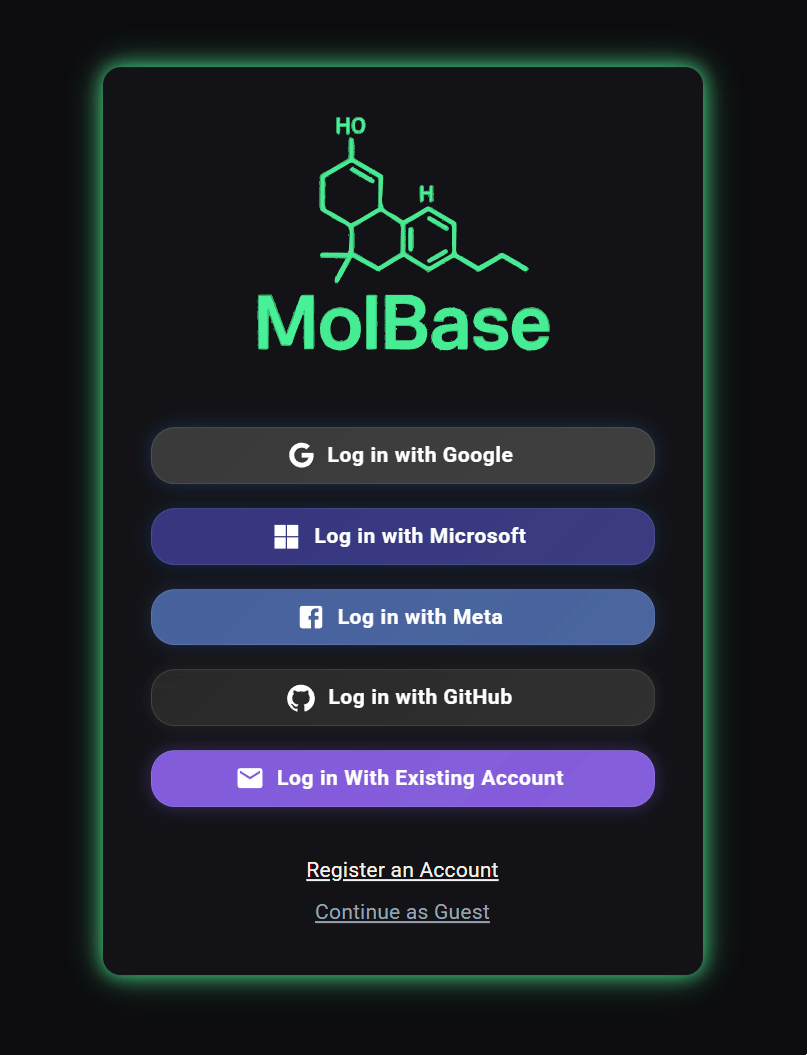 HO
H
MolBase
Log in with Google
Log in with Microsoft
Log in with Meta
Log in with GitHub
Log in With Existing Account
Register an Account
Continue as Guest